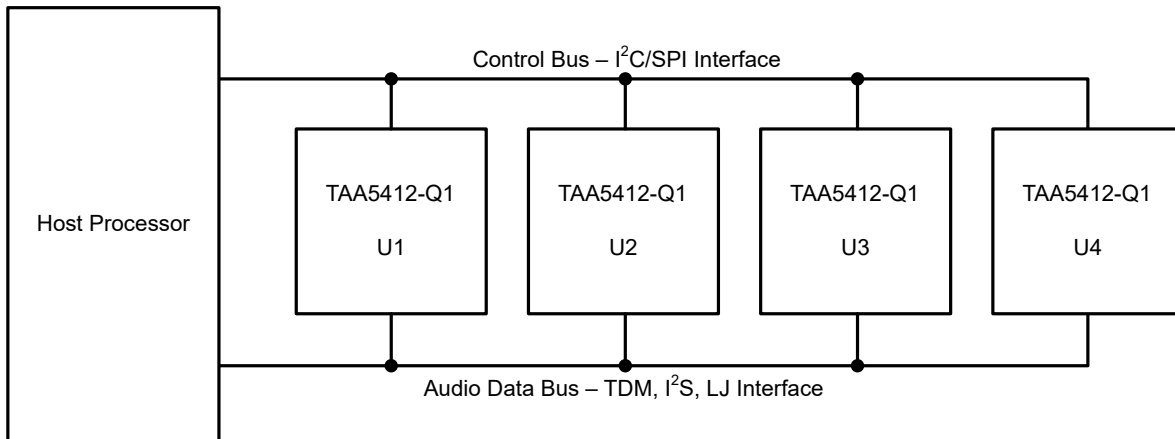 Control Bus – I²C/SPI Interface
Host Processor
TAA5412-Q1
U1
TAA5412-Q1
U2
TAA5412-Q1
U3
TAA5412-Q1
U4
Audio Data Bus – TDM, I²S, LJ Interface